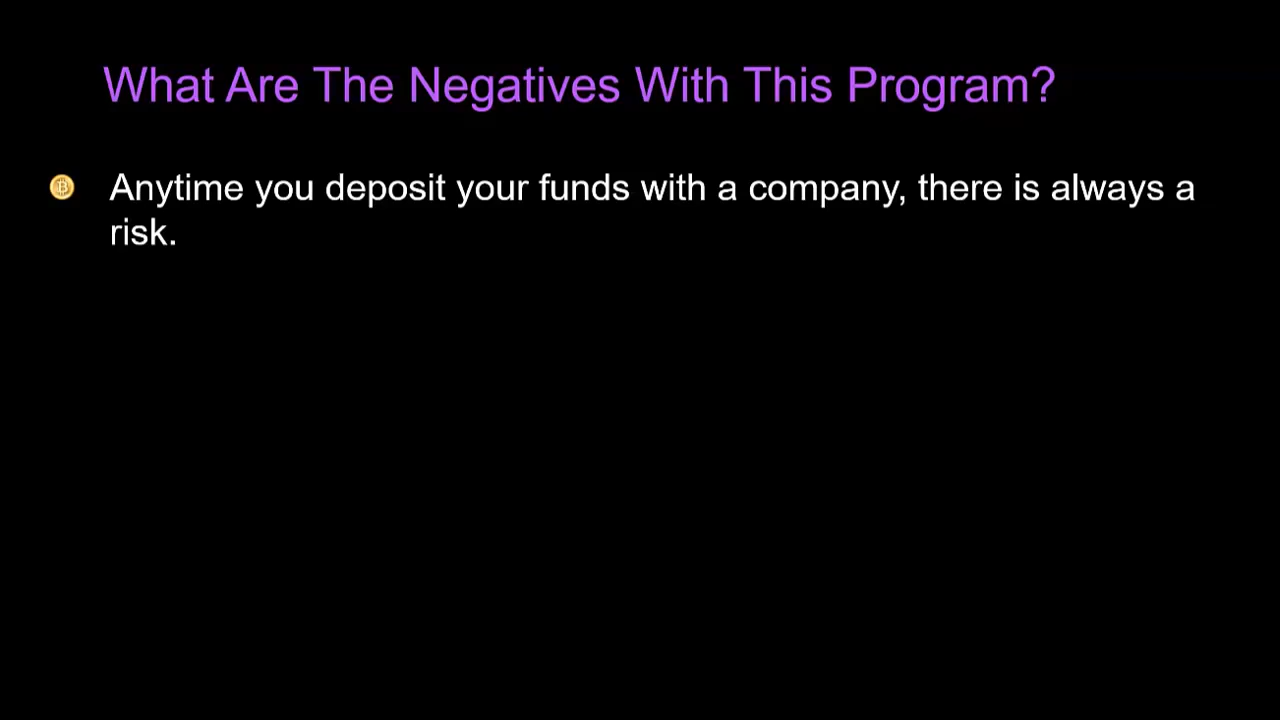 What Are The Negatives With This Program?
Anytime you deposit your funds with a company, there is always a
risk.